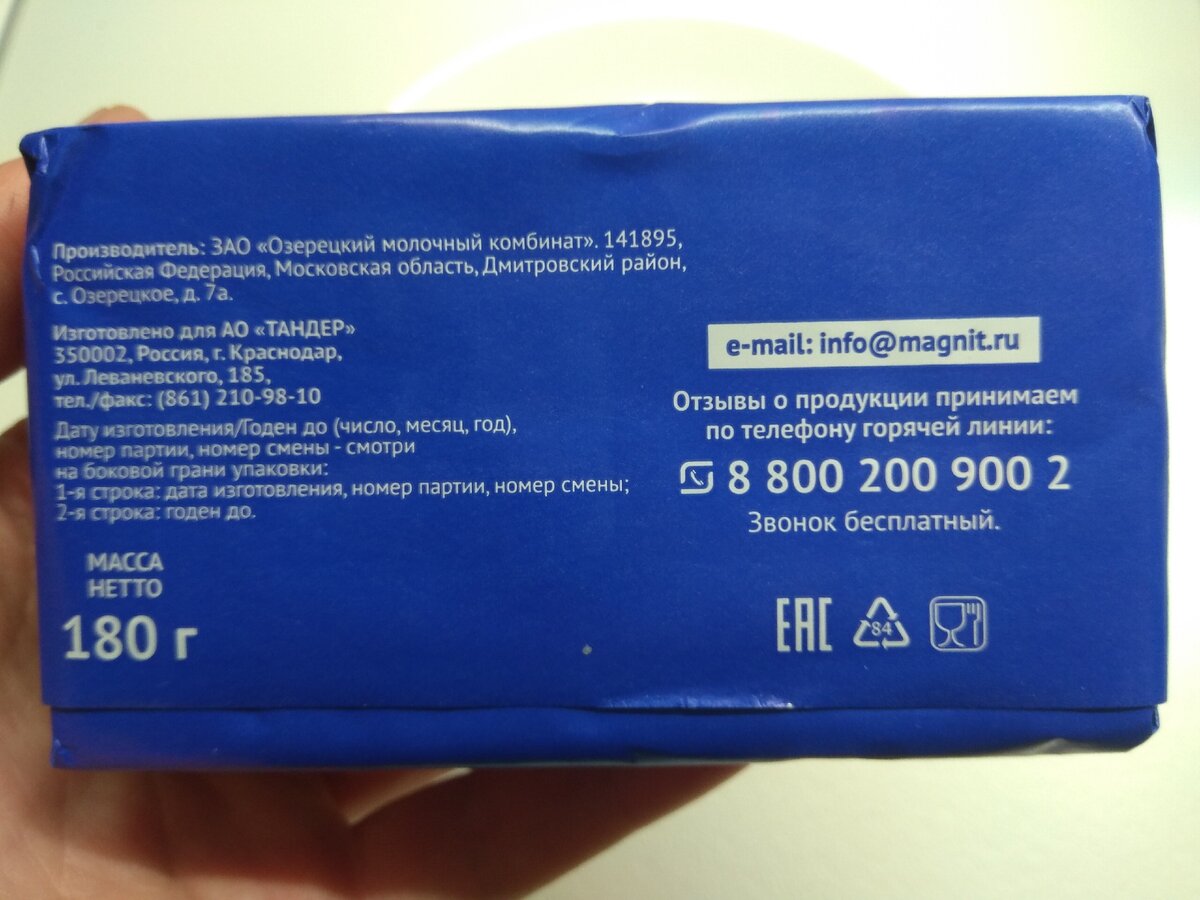 Производитель: ЗАО «Озерецкий молочный комбинат». 141895,
Российская Федерация, Московская область, Дмитровский район,
с. Озерецкое, д. 7а.
Изготовлено для АО «ТАНДЕР»
350002, Россия, г. Краснодар,
ул. Леваневского, 185,
тел./факс: (861) 210-98-10
Дату изготовления/Годен до (число, месяц, год),
номер партии, номер смены - смотри
на боковой грани упаковки:
1-я строка: дата изготовления, номер партии, номер смены;
2-я строка: годен до.
МАССА
НЕТТО
180 г
e-mail: info@magnit.ru
Отзывы о продукции принимаем
по телефону горячей линии:
8 800 200 900 2
Звонок бесплатный.
EAC 84